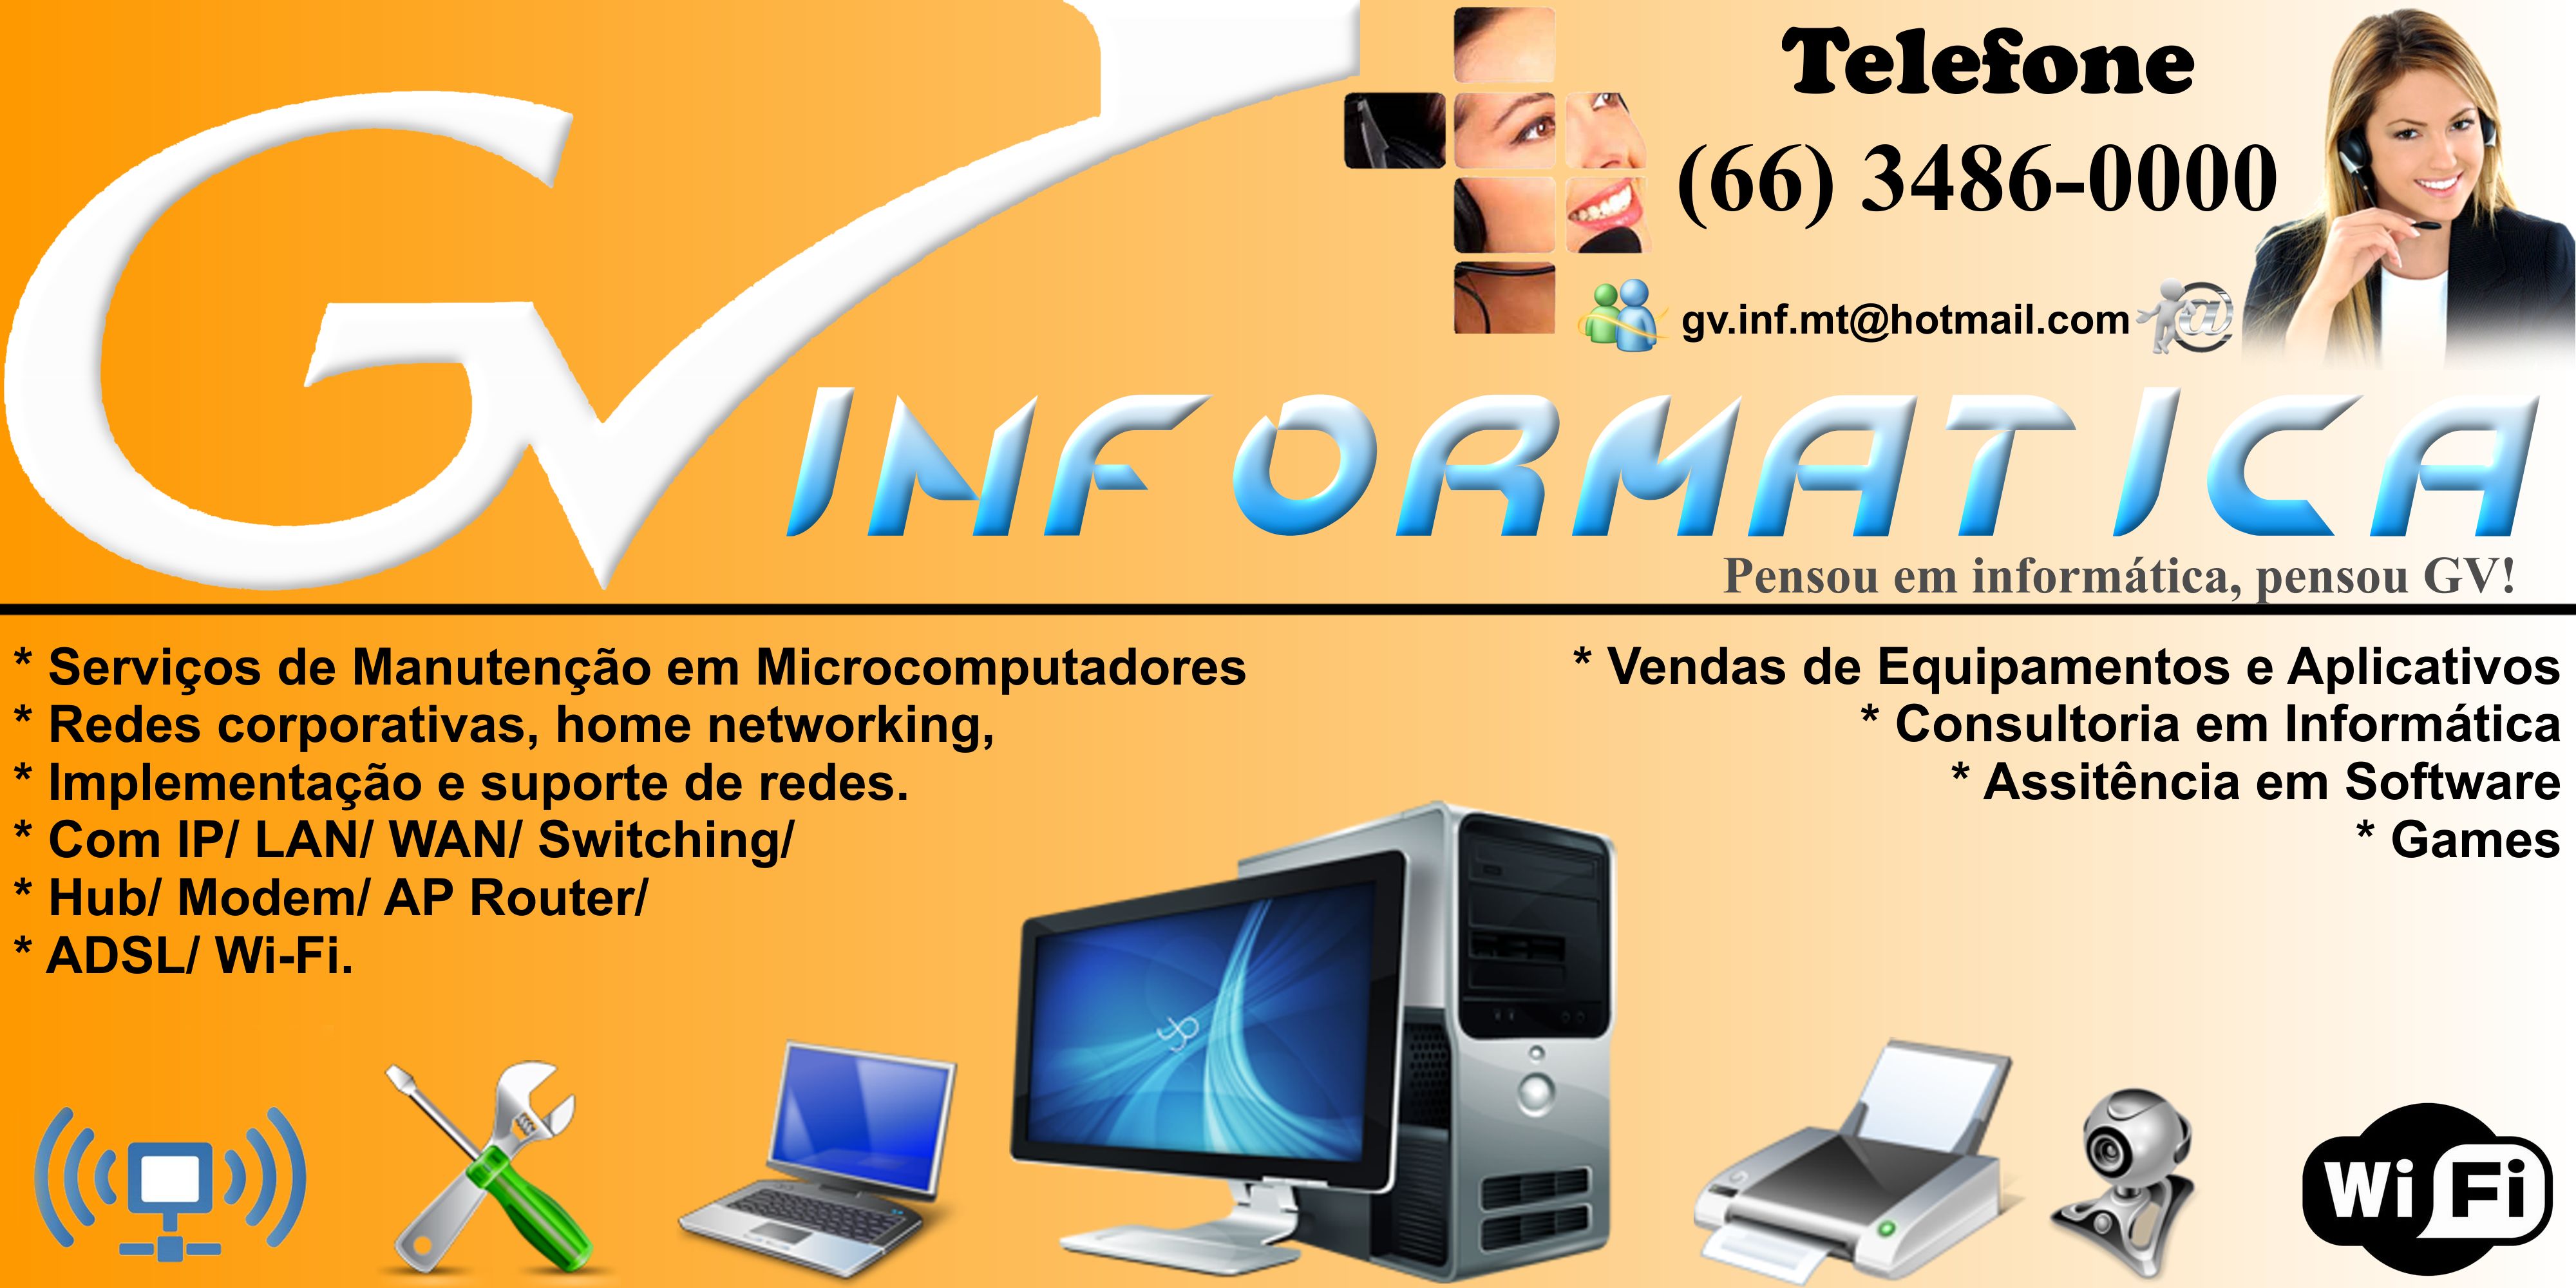 GV
Telefone
(66) 3486-0000
gv.inf.mt@hotmail.com
@
INFORMATICA
Pensou em informática, pensou GV!
* Serviços de Manutenção em Microcomputadores
* Redes corporativas, home networking,
* Implementação e suporte de redes.
* Com IP/ LAN/ WAN/ Switching/
* Hub/ Modem/ AP Router/
* ADSL/ Wi-Fi.
* Vendas de Equipamentos e Aplicativos
* Consultoria em Informática
* Assitência em Software
* Games
Wi Fi